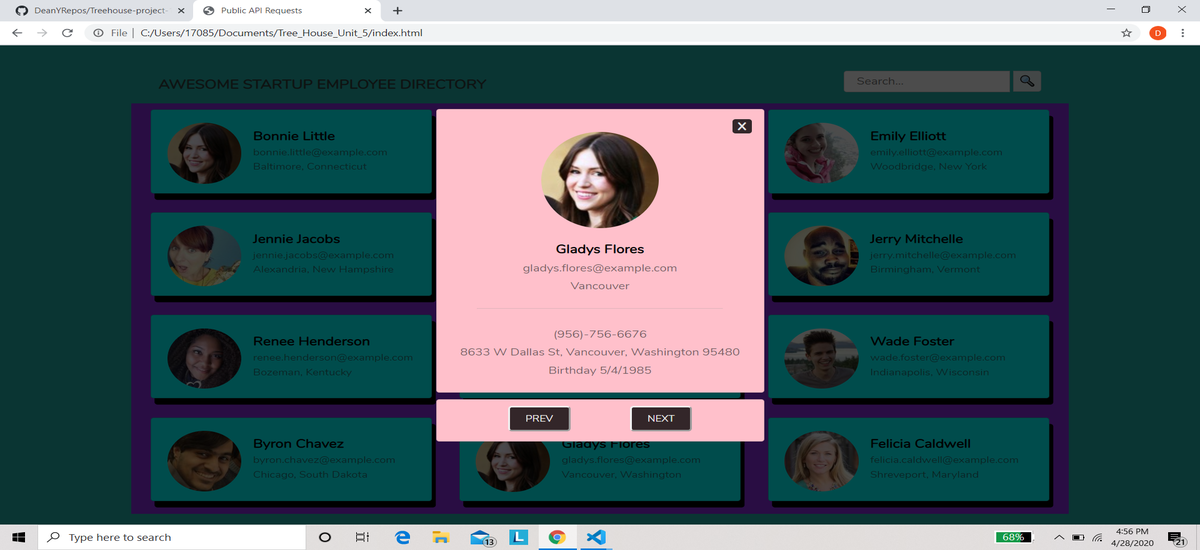 DeanYRepos/Treehouse-project-
Public API Requests
File | C:/Users/17085/Documents/Tree_House_Unit_5/index.html
D
AWESOME STARTUP EMPLOYEE DIRECTORY
Search...
Bonnie Little
bonnie.little@example.com
Baltimore, Connecticut
Emily Elliott
emily.elliott@example.com
Woodbridge, New York
Jennie Jacobs
jennie.jacobs@example.com
Alexandria, New Hampshire
Jerry Mitchelle
jerry.mitchelle@example.com
Birmingham, Vermont
Renee Henderson
renee.henderson@example.com
Bozeman, Kentucky
Wade Foster
wade.foster@example.com
Indianapolis, Wisconsin
Byron Chavez
byron.chavez@example.com
Chicago, South Dakota
Gladys Flores
gladys.flores@example.com
Vancouver, Washington
Felicia Caldwell
felicia.caldwell@example.com
Shreveport, Maryland
X
Gladys Flores
gladys.flores@example.com
Vancouver
(956)-756-6676
8633 W Dallas St, Vancouver, Washington 95480
Birthday 5/4/1985
PREV
NEXT
Type here to search
13
L
68%
4:56 PM
4/28/2020
21